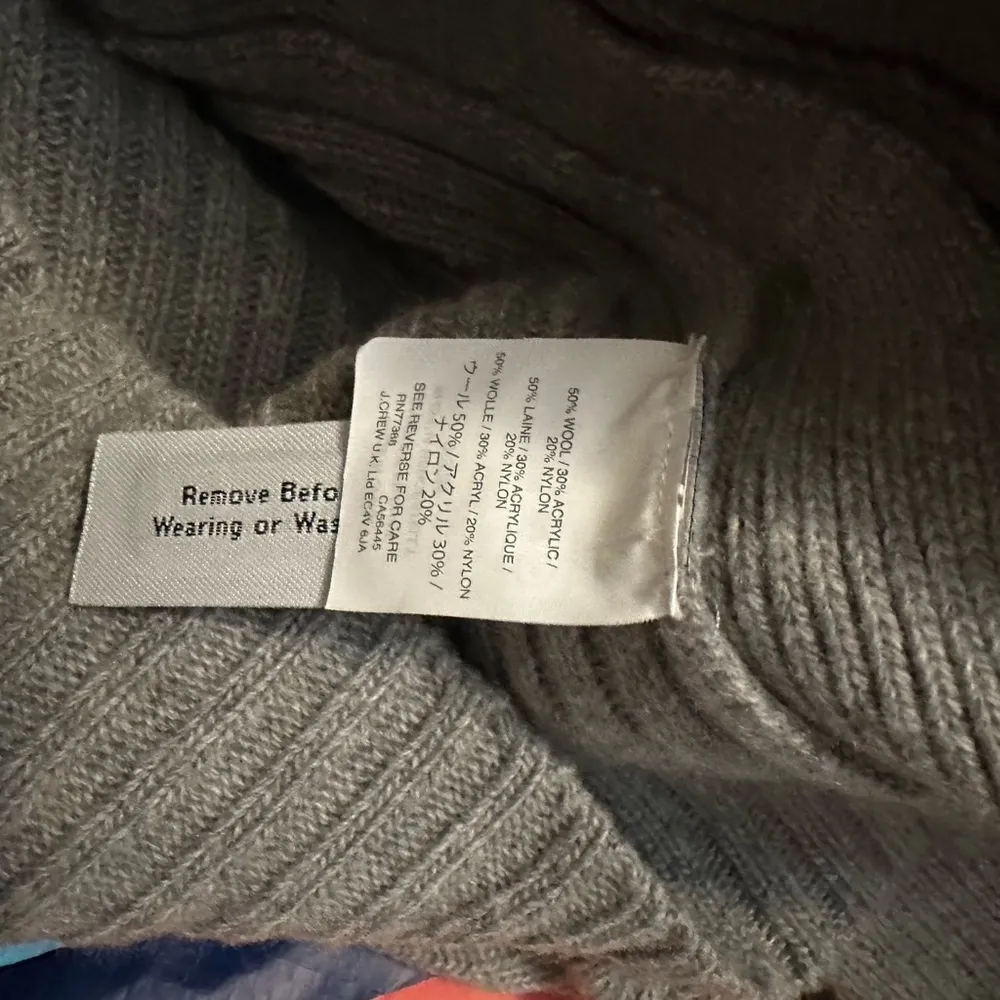 Remove Befo
Wearing or Was
50% WOOL / 30% ACRYLIC /
20% NYLON
50% LAINE / 30% ACRYLIQUE /
20% NYLON
50% WOLLE / 30% ACRYL / 20% NYLON
ウール 50% / アクリル 30% /
ナイロン 20%
SEE REVERSE FOR CARE
RN77388 CA56445
J.CREW U.K. Ltd EC4V 6JA